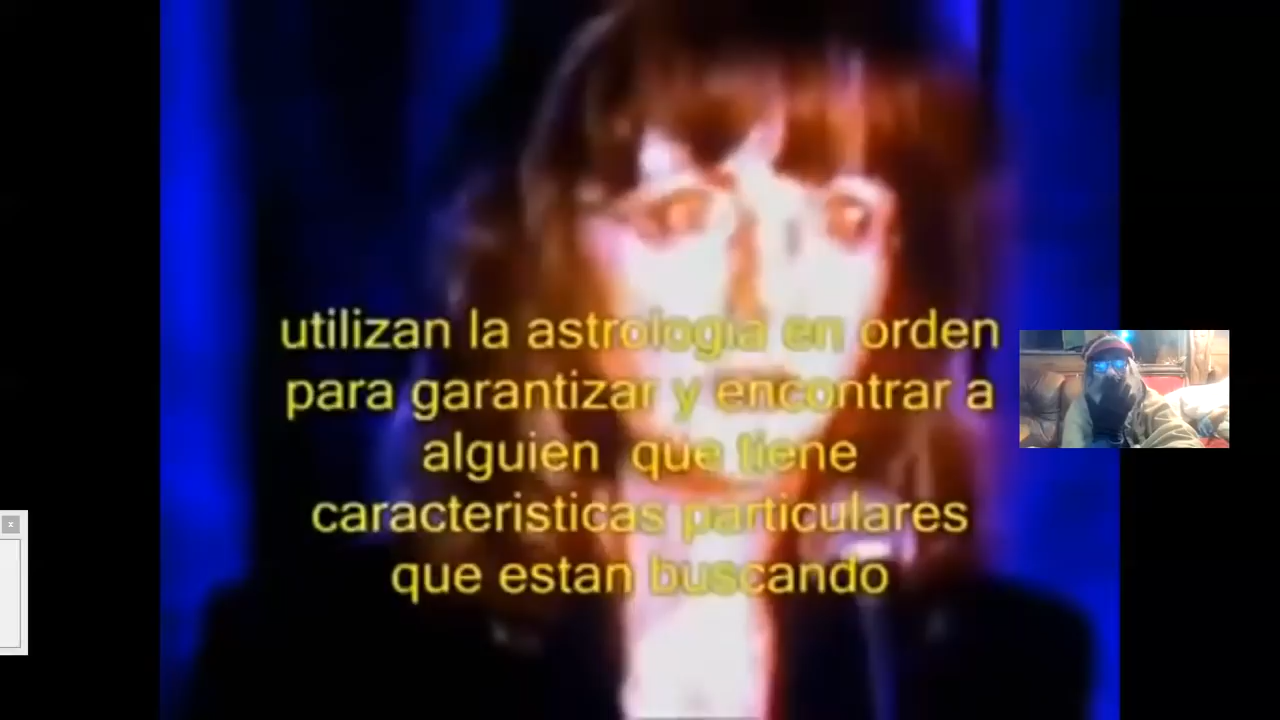 utilizan la astrologia en orden
para garantizar y encontrar a
alguien que tiene
caracteristicas particulares
que estan buscando